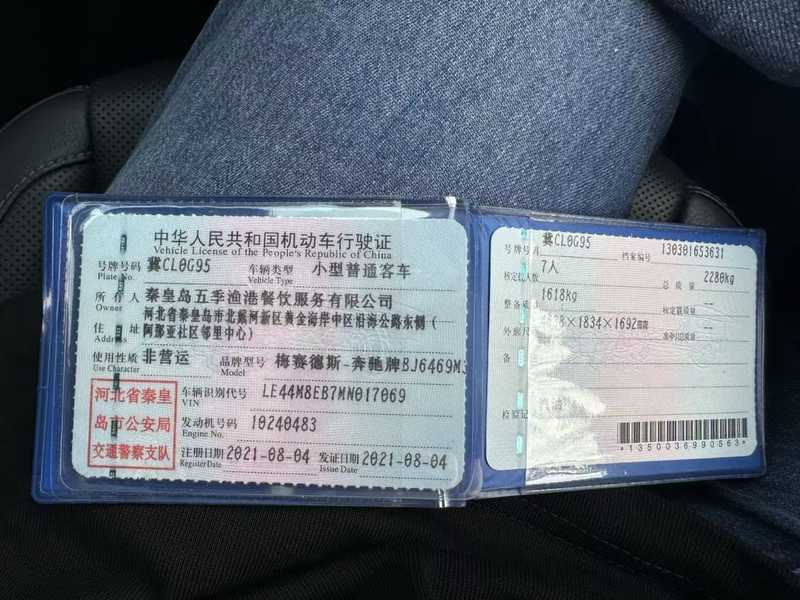 中华人民共和国机动车行驶证
Vehicle License of the People's Republic of China
号牌号码 冀CL0G95 车辆类型 小型普通客车
Plate No. Vehicle Type
所有人 秦皇岛五季渔港餐饮服务有限公司
Owner
河北省秦皇岛市北戴河新区黄金海岸中区沿海公路东侧(
住址 阿那亚社区邻里中心)
Address
使用性质 非营运 品牌型号 梅赛德斯-奔驰牌BJ6469M3
Use Character Model
河北省秦皇
岛市公安局
交通警察支队
车辆识别代号 LE44M8EB7MN017069
VIN
发动机号码 10240483
Engine No.
注册日期 2021-08-04 发证日期 2021-08-04
Register Date Issue Date
号牌号码 冀CL0G95 档案编号 130301653631
核定载人数 7人 总质量 2280kg
整备质量 1618kg 核定载质量 --
外廓尺寸 ×1834×1692mm 准牵引总质量 --
备
检验记
*1350036990563*